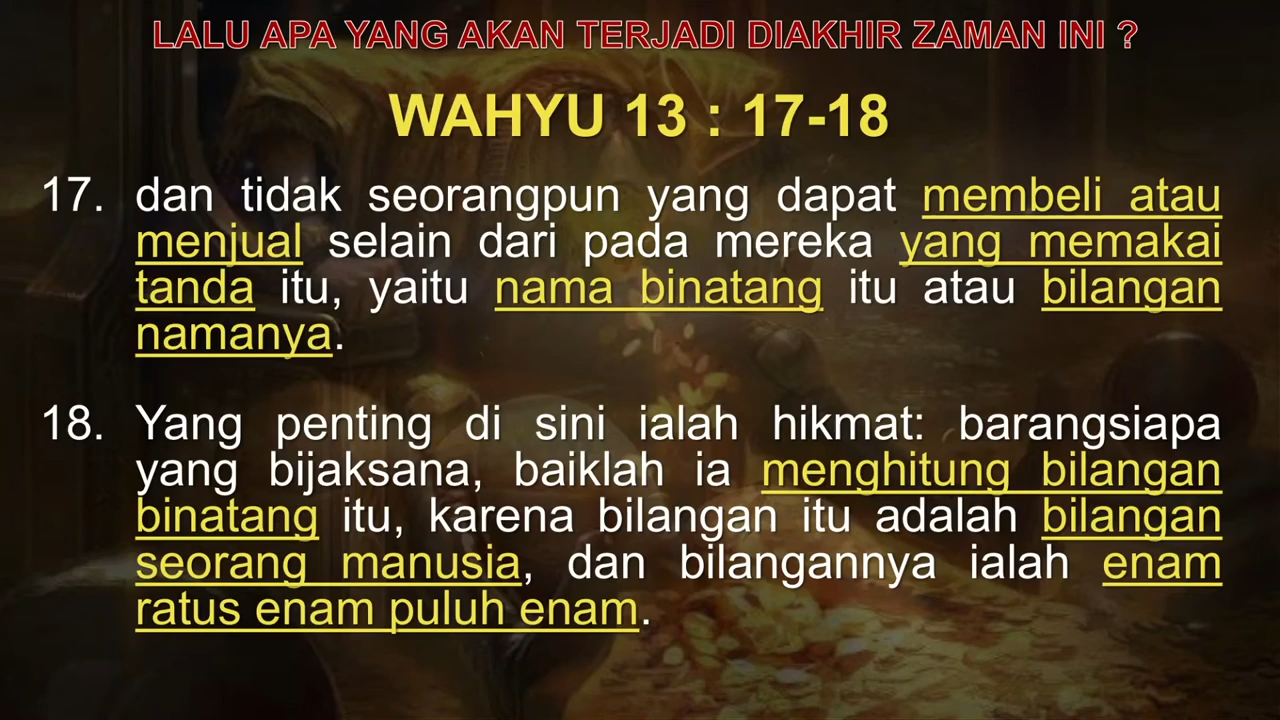 LALU APA YANG AKAN TERJADI DIAKHIR ZAMAN INI ?
WAHYU 13 : 17-18
17. dan tidak seorangpun yang dapat membeli atau
menjual selain dari pada mereka yang memakai
tanda itu, yaitu nama binatang itu atau bilangan
namanya.
18. Yang penting di sini ialah hikmat: barangsiapa
yang bijaksana, baiklah ia menghitung bilangan
binatang itu, karena bilangan itu adalah bilangan
seorang manusia, dan bilangannya ialah enam
ratus enam puluh enam.